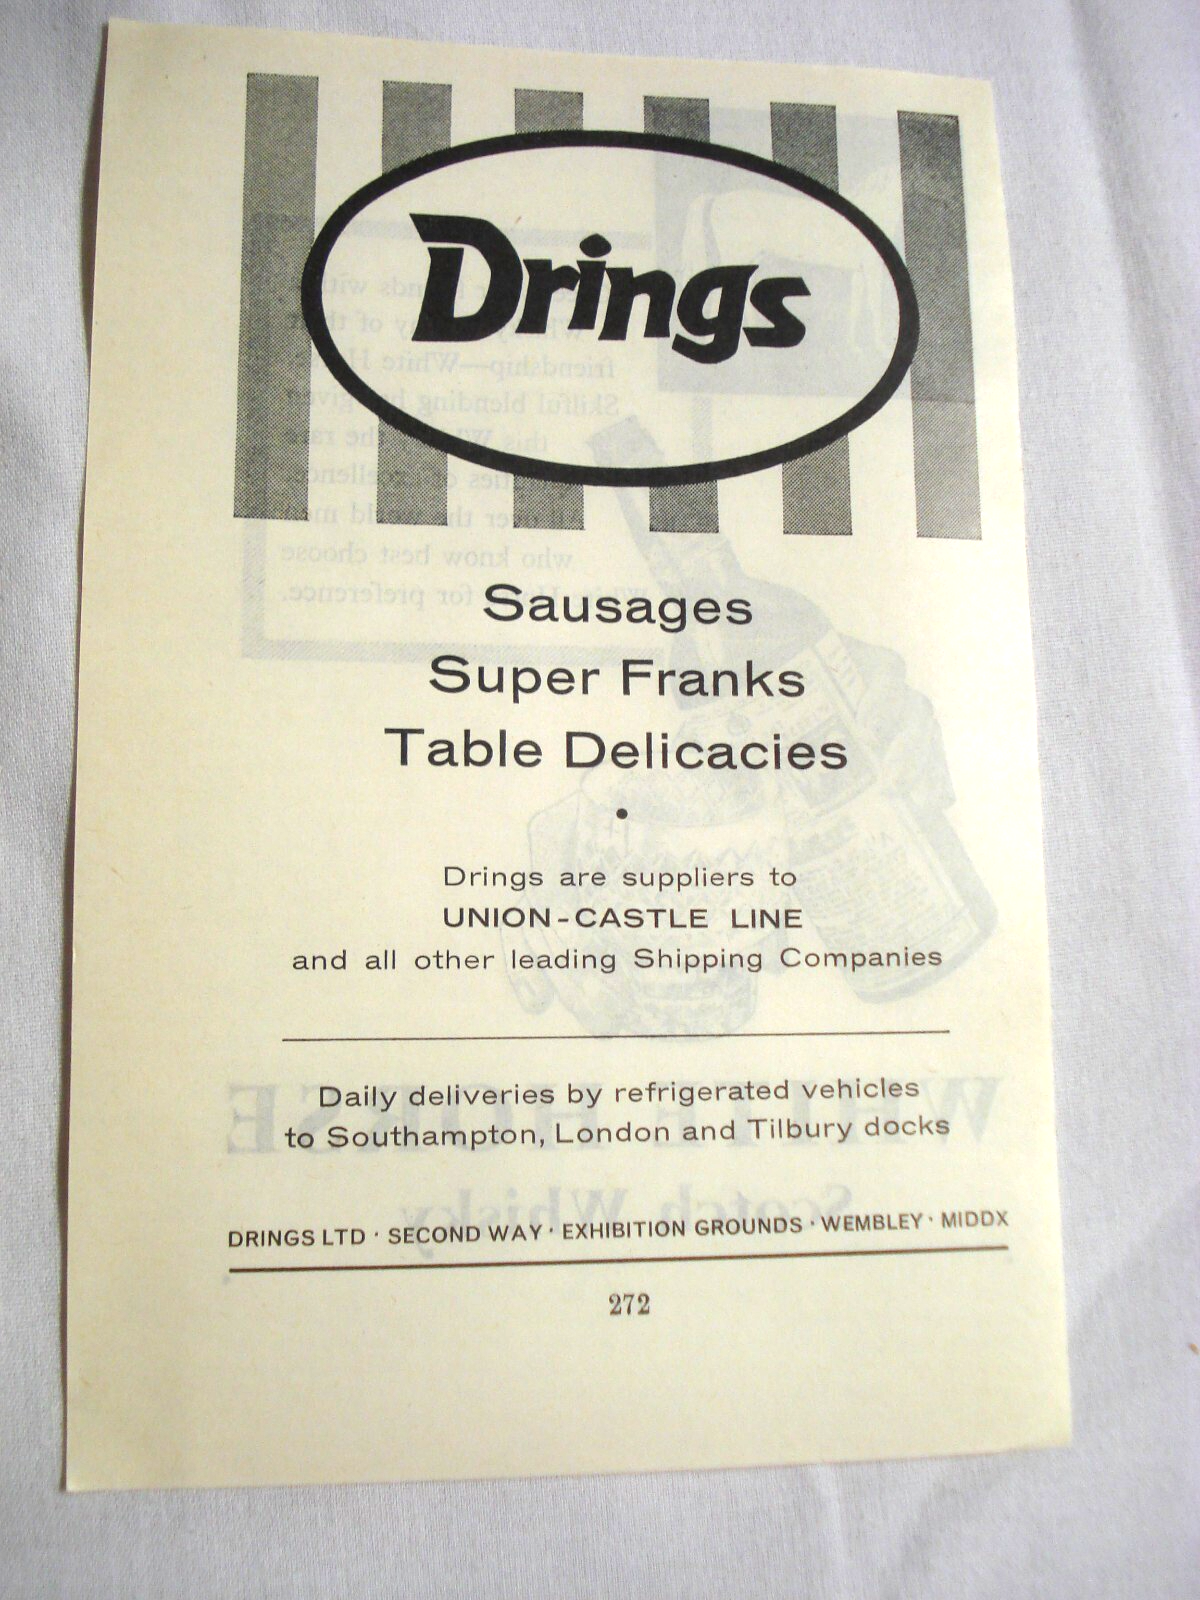 Drings
Sausages
Super Franks
Table Delicacies
•
Drings are suppliers to
UNION-CASTLE LINE
and all other leading Shipping Companies
Daily deliveries by refrigerated vehicles
to Southampton, London and Tilbury docks
DRINGS LTD · SECOND WAY · EXHIBITION GROUNDS · WEMBLEY · MIDDX
272